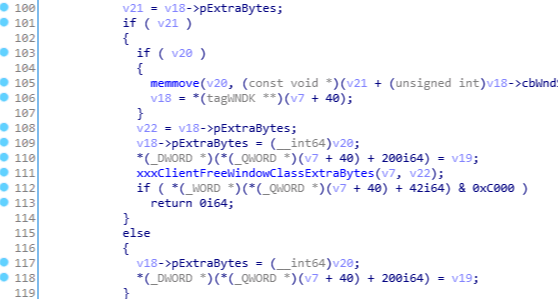 100 v21 = v18->pExtraBytes;
101 if ( v21 )
102 {
103 if ( v20 )
104 {
105 memmove(v20, (const void *)(v21 + (unsigned int)v18->cbWnd
106 v18 = *(tagWNDK **)(v7 + 40);
107 }
108 v22 = v18->pExtraBytes;
109 v18->pExtraBytes = (__int64)v20;
110 *(_DWORD *)(*(_QWORD *)(v7 + 40) + 200i64) = v19;
111 xxxClientFreeWindowClassExtraBytes(v7, v22);
112 if ( *(_WORD *)(*(_QWORD *)(v7 + 40) + 42i64) & 0xC000 )
113 return 0i64;
114 }
115 else
116 {
117 v18->pExtraBytes = (__int64)v20;
118 *(_DWORD *)(*(_QWORD *)(v7 + 40) + 200i64) = v19;
119 }